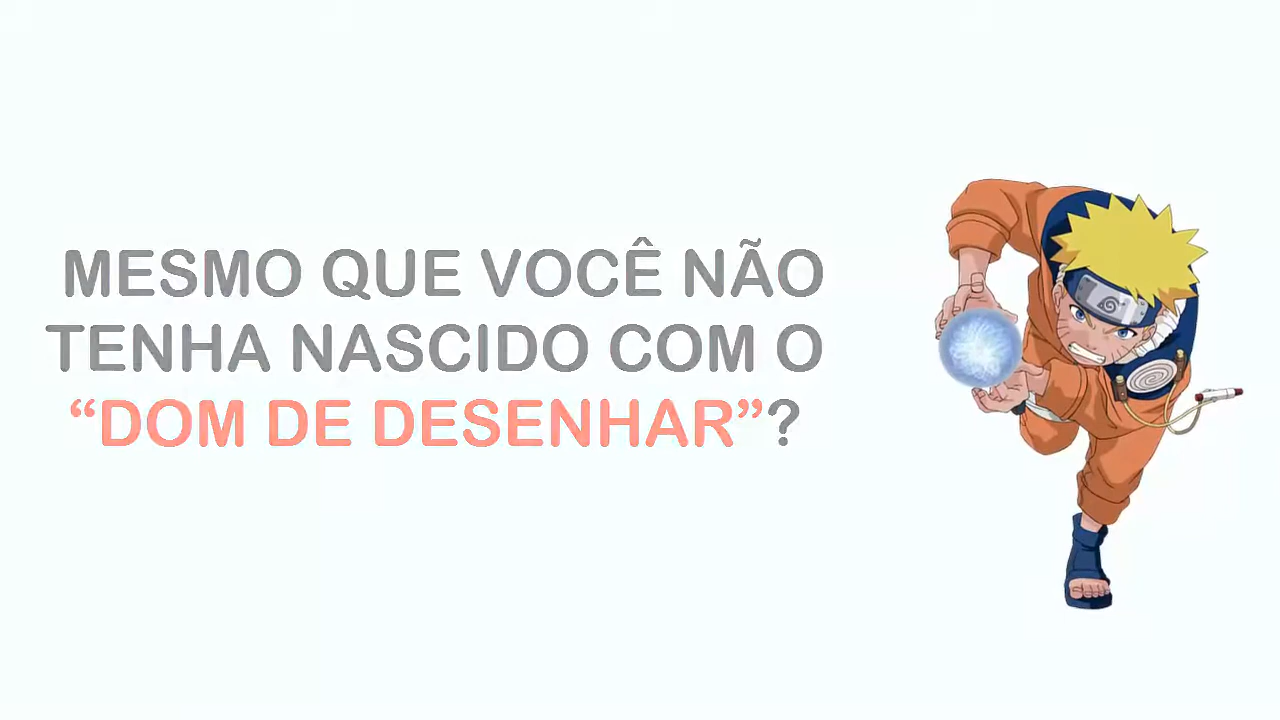 MESMO QUE VOCÊ NÃO
TENHA NASCIDO COM O
“DOM DE DESENHAR”?